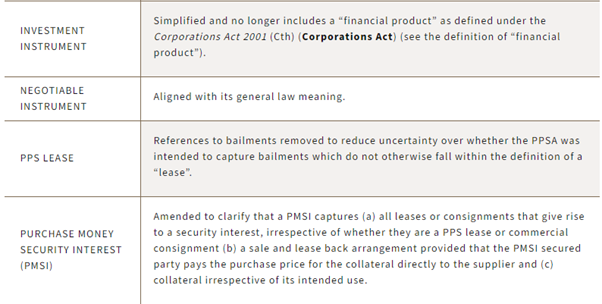 INVESTMENT
INSTRUMENT
Simplified and no longer includes a “financial product” as defined under the
Corporations Act 2001 (Cth) (Corporations Act) (see the definition of “financial
product”).
NEGOTIABLE
INSTRUMENT
Aligned with its general law meaning.
PPS LEASE
References to bailments removed to reduce uncertainty over whether the PPSA was
intended to capture bailments which do not otherwise fall within the definition of a
“lease”.
PURCHASE MONEY
SECURITY INTEREST
(PMSI)
Amended to clarify that a PMSI captures (a) all leases or consignments that give rise
to a security interest, irrespective of whether they are a PPS lease or commercial
consignment (b) a sale and lease back arrangement provided that the PMSI secured
party pays the purchase price for the collateral directly to the supplier and (c)
collateral irrespective of its intended use.